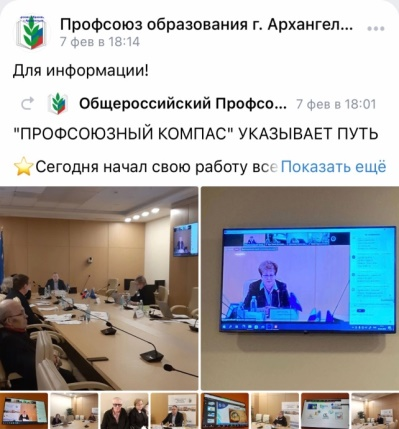 Профсоюз образования г. Архангел...
7 фев в 18:14
Для информации!
Общероссийский Профсо... 7 фев в 18:01
"ПРОФСОЮЗНЫЙ КОМПАС" УКАЗЫВАЕТ ПУТЬ
⭐Сегодня начал свою работу все Показать ещё